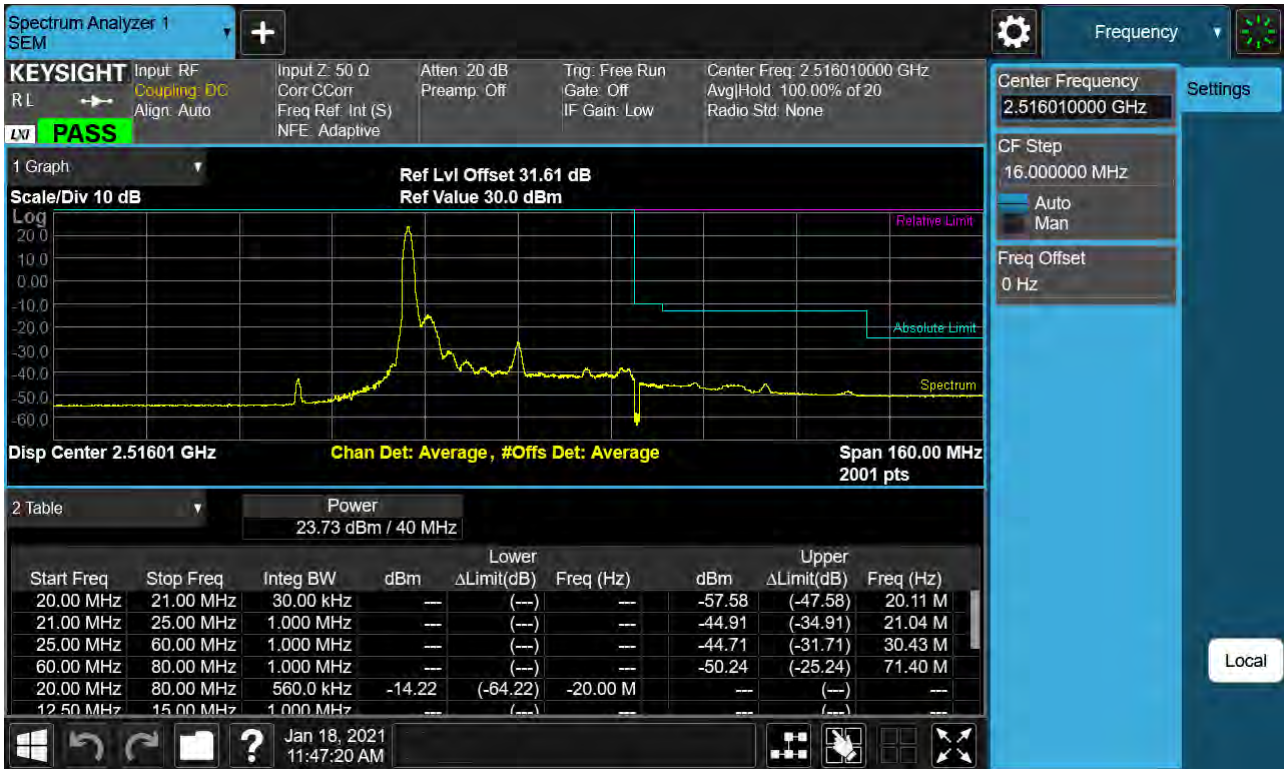 Spectrum Analyzer 1
SEM
Frequency
KEYSIGHT
RL
LXI
PASS
Input: RF
Coupling: DC
Align: Auto
Input Z: 50 Ω
Corr CCorr
Freq Ref: Int (S)
NFE: Adaptive
Atten: 20 dB
Preamp: Off
Trig: Free Run
Gate: Off
IF Gain: Low
Center Freq: 2.516010000 GHz
Avg|Hold: 100.00% of 20
Radio Std: None
Center Frequency
2.516010000 GHz
Settings
CF Step
16.000000 MHz
Auto
Man
Freq Offset
0 Hz
Local
1 Graph
Ref Lvl Offset 31.61 dB
Scale/Div 10 dB
Ref Value 30.0 dBm
Log
20.0
10.0
0.00
-10.0
-20.0
-30.0
-40.0
-50.0
-60.0
Relative Limit
Absolute Limit
Spectrum
Disp Center 2.51601 GHz
Chan Det: Average, #Offs Det: Average
Span 160.00 MHz
2001 pts
2 Table
Power
23.73 dBm / 40 MHz
Lower Upper
Start Freq Stop Freq Integ BW dBm ΔLimit(dB) Freq (Hz) dBm ΔLimit(dB) Freq (Hz)
20.00 MHz 21.00 MHz 30.00 kHz --- (---) --- -57.58 (-47.58) 20.11 M
21.00 MHz 25.00 MHz 1.000 MHz --- (---) --- -44.91 (-34.91) 21.04 M
25.00 MHz 60.00 MHz 1.000 MHz --- (---) --- -44.71 (-31.71) 30.43 M
60.00 MHz 80.00 MHz 1.000 MHz --- (---) --- -50.24 (-25.24) 71.40 M
20.00 MHz 80.00 MHz 560.0 kHz -14.22 (-64.22) -20.00 M --- (---) ---
12.50 MHz 15.00 MHz 1.000 MHz --- (---) --- --- (---) ---
Jan 18, 2021
11:47:20 AM